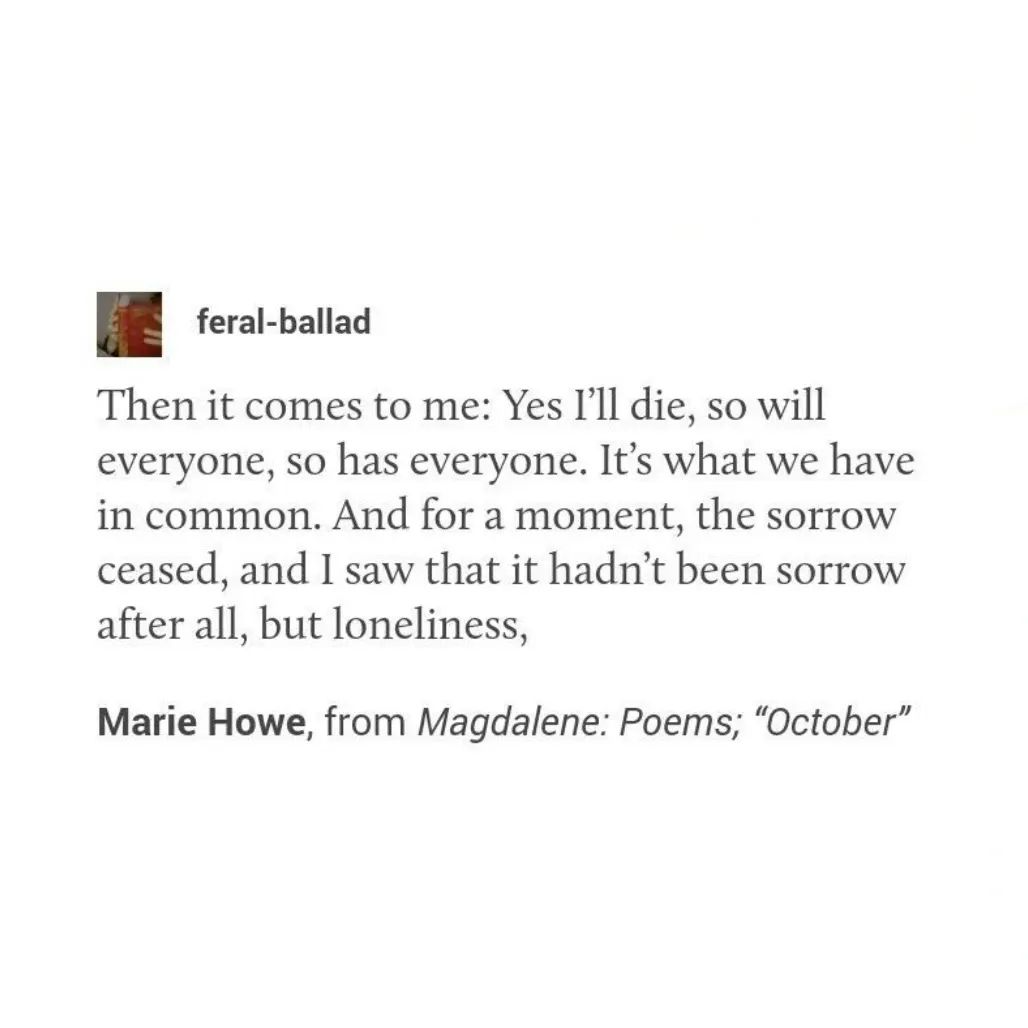 feral-ballad
Then it comes to me: Yes I’ll die, so will
everyone, so has everyone. It’s what we have
in common. And for a moment, the sorrow
ceased, and I saw that it hadn’t been sorrow
after all, but loneliness,
Marie Howe, from Magdalene: Poems; “October”